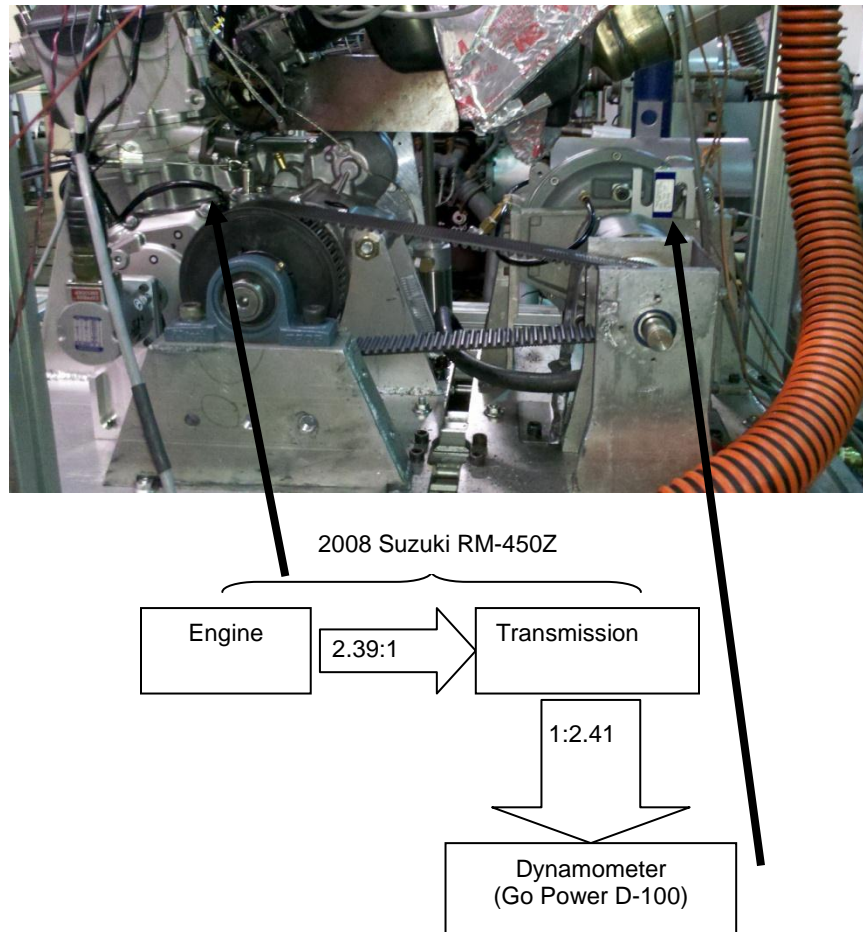 2008 Suzuki RM-450Z
Engine
2.39:1
Transmission
1:2.41
Dynamometer
(Go Power D-100)